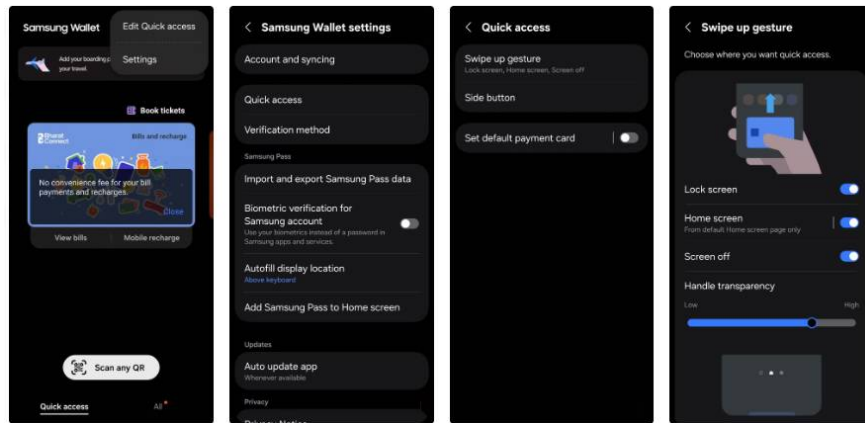 Samsung Wallet
Edit Quick access
Settings
Add your boarding p
your travel.
Book tickets
Bharat
Connect
Bills and recharge
No convenience fee for your bill
payments and recharges.
Close
View bills
Mobile recharge
Scan any QR
Quick access
All
Samsung Wallet settings
Account and syncing
Quick access
Verification method
Samsung Pass
Import and export Samsung Pass data
Biometric verification for
Samsung account
Use your biometrics instead of a password in
Samsung apps and services.
Autofill display location
Above keyboard
Add Samsung Pass to Home screen
Updates
Auto update app
Whenever available
Privacy
Privacy Notice
Quick access
Swipe up gesture
Lock screen, Home screen, Screen off
Side button
Set default payment card
Swipe up gesture
Choose where you want quick access.
Lock screen
Home screen
From default Home screen page only
Screen off
Handle transparency
Low
High